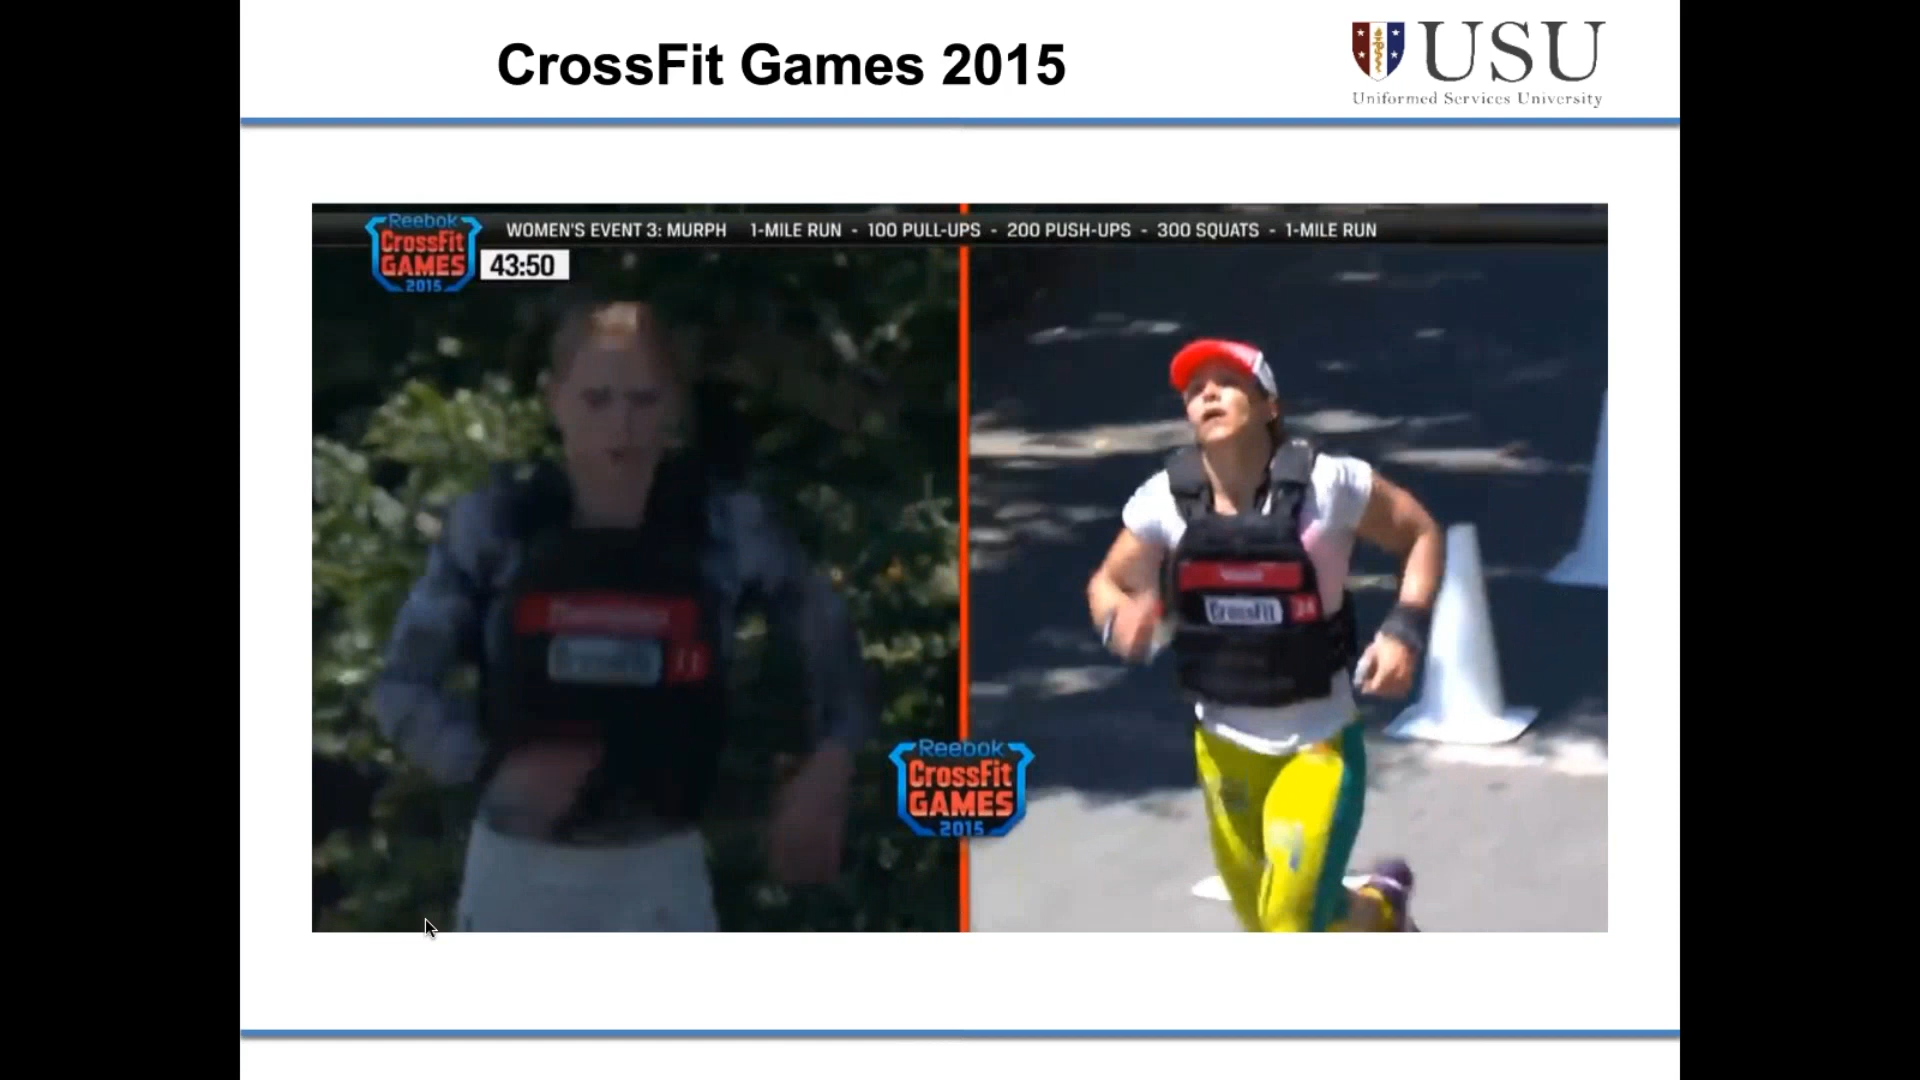 CrossFit Games 2015
USU
Uniformed Services University
Reebok
CrossFit
GAMES
2015
WOMEN'S EVENT 3: MURPH 1-MILE RUN - 100 PULL-UPS - 200 PUSH-UPS - 300 SQUATS - 1-MILE RUN
43:50
CrossFit
Reebok
CrossFit
GAMES
2015